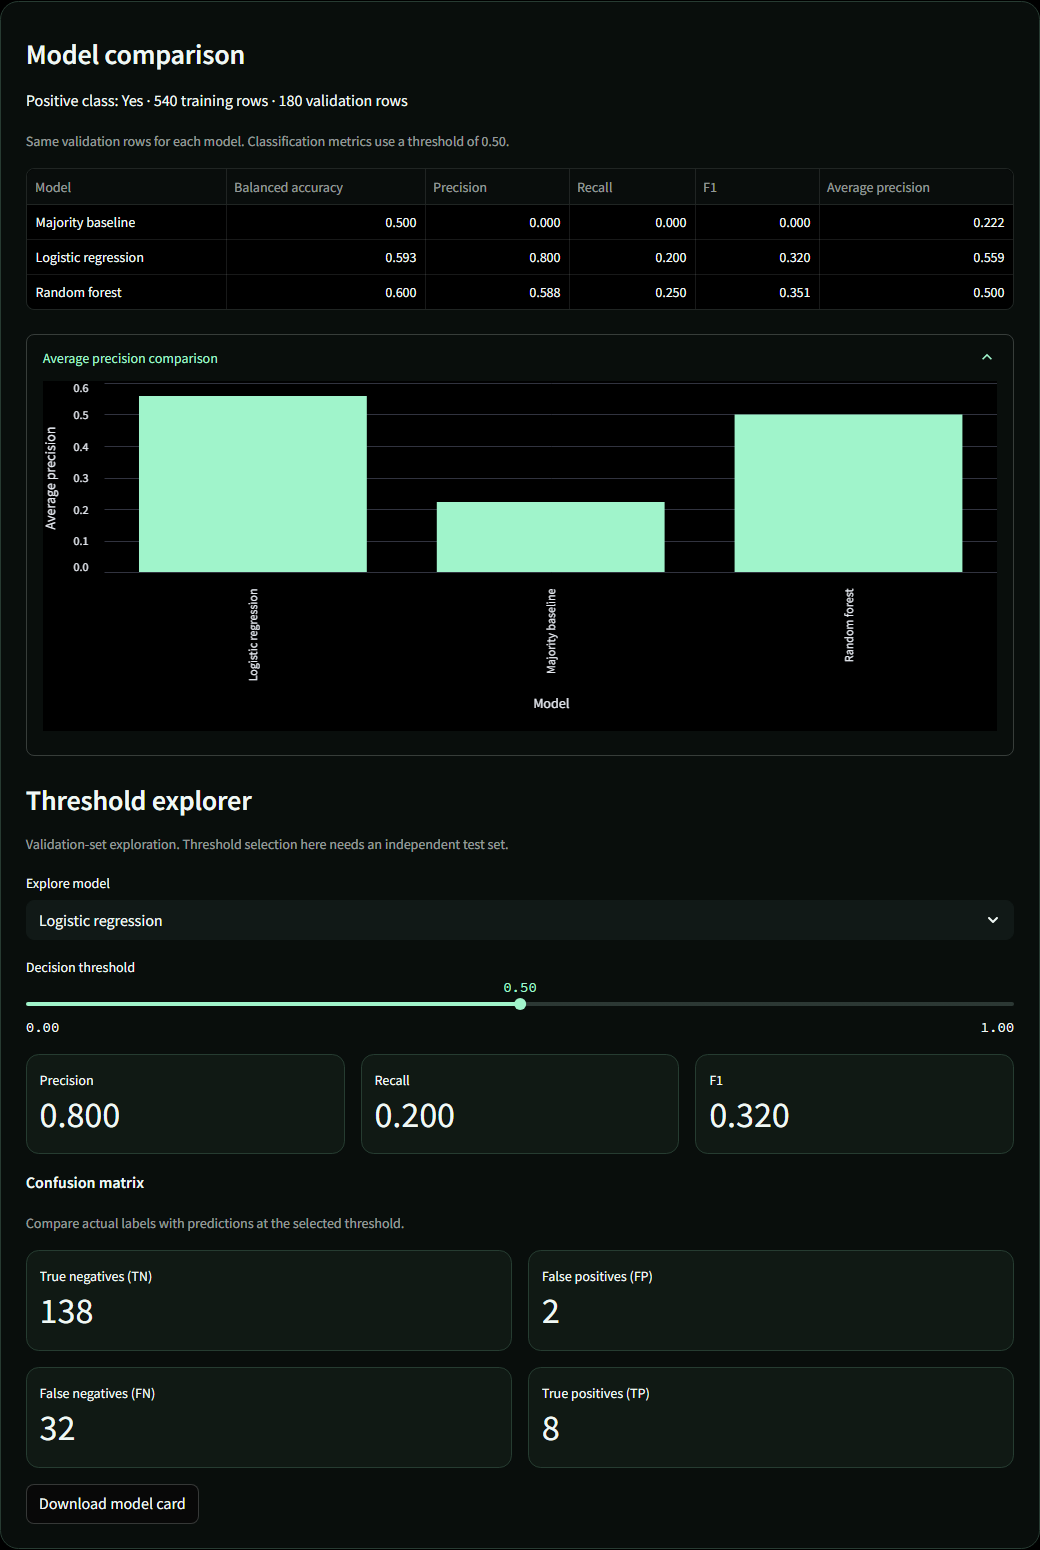 Model comparison
Positive class: Yes · 540 training rows · 180 validation rows
Same validation rows for each model. Classification metrics use a threshold of 0.50.
Model Balanced accuracy Precision Recall F1 Average precision
Majority baseline 0.500 0.000 0.000 0.000 0.222
Logistic regression 0.593 0.800 0.200 0.320 0.559
Random forest 0.600 0.588 0.250 0.351 0.500
Average precision comparison
Average precision
0.6
0.5
0.4
0.3
0.2
0.1
0.0
Logistic regression
Majority baseline
Random forest
Model
Threshold explorer
Validation-set exploration. Threshold selection here needs an independent test set.
Explore model
Logistic regression
Decision threshold
0.50
0.00 1.00
Precision Recall F1
0.800 0.200 0.320
Confusion matrix
Compare actual labels with predictions at the selected threshold.
True negatives (TN) False positives (FP)
138 2
False negatives (FN) True positives (TP)
32 8
Download model card